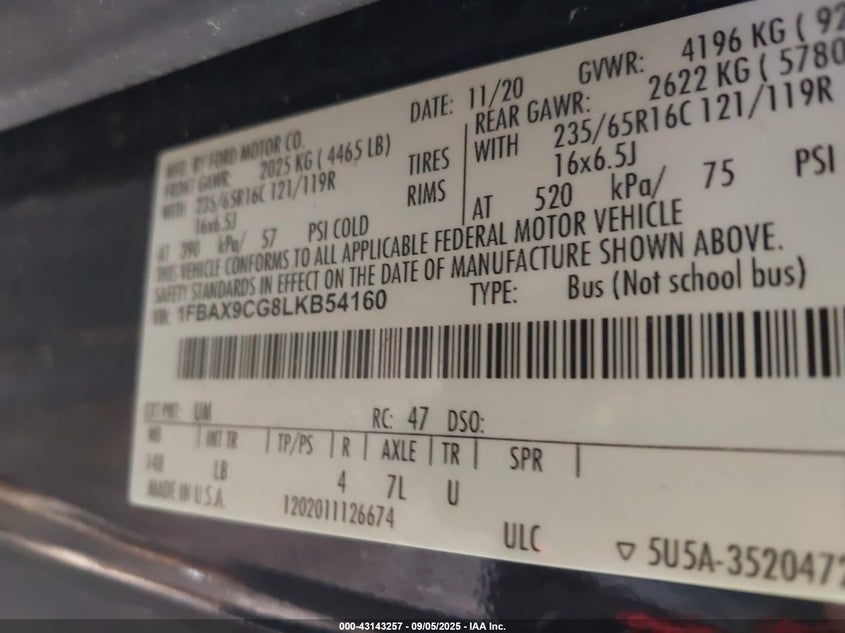 MFD. BY FORD MOTOR CO.
DATE: 11/20
GVWR: 4196 KG ( 92
FRONT GAWR: 2025 KG ( 4465 LB)
REAR GAWR: 2622 KG ( 5780
WITH 235/65R16C 121/119R TIRES
WITH 235/65R16C 121/119R
16x6.5J RIMS
16x6.5J
AT 390 kPa/ 57 PSI COLD
AT 520 kPa/ 75 PSI
THIS VEHICLE CONFORMS TO ALL APPLICABLE FEDERAL MOTOR VEHICLE
SAFETY STANDARDS IN EFFECT ON THE DATE OF MANUFACTURE SHOWN ABOVE.
VIN: 1FBAX9CG8LKB54160
TYPE: Bus (Not school bus)
EXT PNT: UM RC: 47 DSO:
WB INT TR TP/PS R AXLE TR SPR
148 LB 4 7L U
MADE IN U.S.A. 1202011126674 ULC ▽ 5U5A-3520472
000-43143257 - 09/05/2025 - IAA Inc.